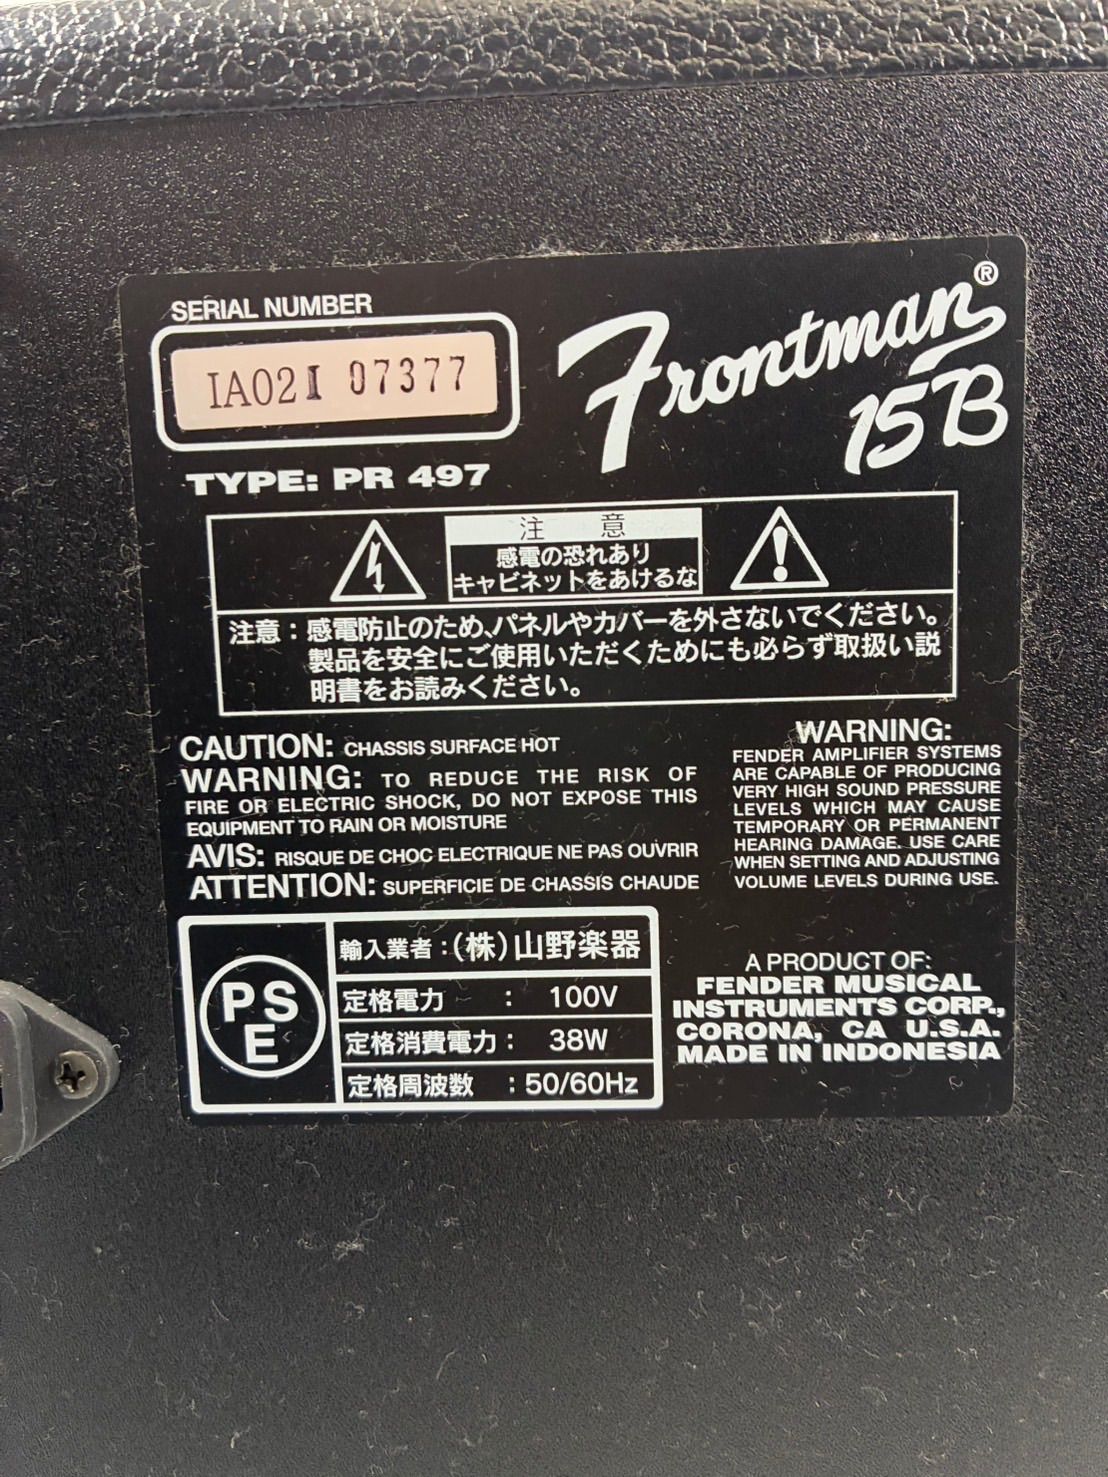 SERIAL NUMBER
IA02I 07377
Frontman®
15B
TYPE: PR 497
注　意
感電の恐れあり
キャビネットをあけるな
注意：感電防止のため、パネルやカバーを外さないでください。
製品を安全にご使用いただくためにも必らず取扱い説
明書をお読みください。
CAUTION: CHASSIS SURFACE HOT
WARNING: TO REDUCE THE RISK OF
FIRE OR ELECTRIC SHOCK, DO NOT EXPOSE THIS
EQUIPMENT TO RAIN OR MOISTURE
AVIS: RISQUE DE CHOC ELECTRIQUE NE PAS OUVRIR
ATTENTION: SUPERFICIE DE CHASSIS CHAUDE
WARNING:
FENDER AMPLIFIER SYSTEMS
ARE CAPABLE OF PRODUCING
VERY HIGH SOUND PRESSURE
LEVELS WHICH MAY CAUSE
TEMPORARY OR PERMANENT
HEARING DAMAGE. USE CARE
WHEN SETTING AND ADJUSTING
VOLUME LEVELS DURING USE.
PS
E
輸入業者：(株)山野楽器
定格電力　：　100V
定格消費電力：　38W
定格周波数　：50/60Hz
A PRODUCT OF:
FENDER MUSICAL
INSTRUMENTS CORP.,
CORONA, CA U.S.A.
MADE IN INDONESIA